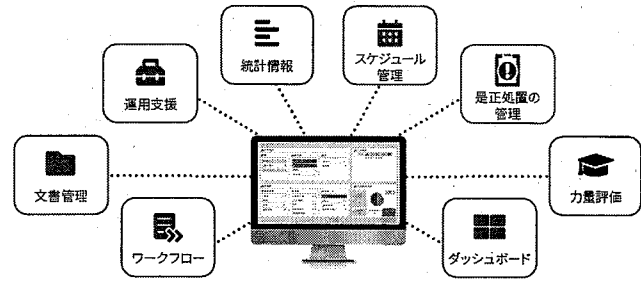 統計情報
スケジュール
管理
運用支援
是正処置の
管理
文書管理
力量評価
ワークフロー
ダッシュボード